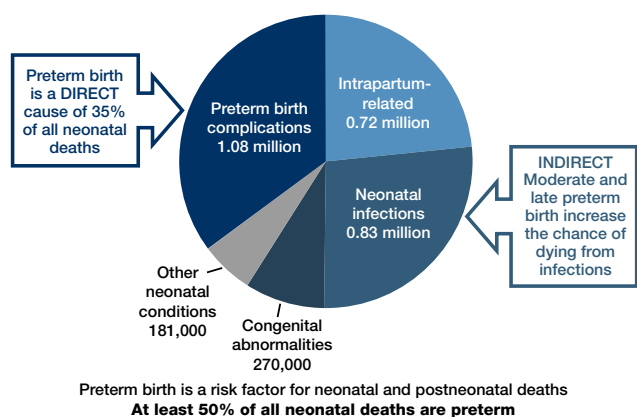 Preterm birth
is a DIRECT
cause of 35%
of all neonatal
deaths
Preterm birth
complications
1.08 million
Intrapartum-
related
0.72 million
Neonatal
infections
0.83 million
INDIRECT
Moderate and
late preterm
birth increase
the chance of
dying from
infections
Other
neonatal
conditions
181,000
Congenital
abnormalities
270,000
Preterm birth is a risk factor for neonatal and postneonatal deaths
At least 50% of all neonatal deaths are preterm